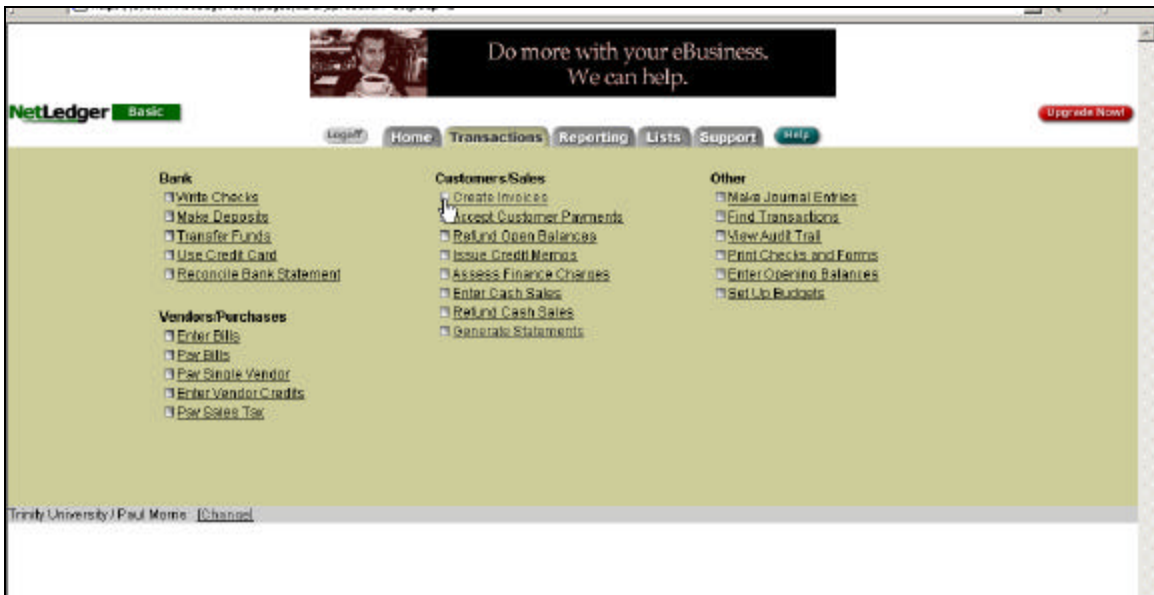 Do more with your eBusiness.
We can help.
NetLedger Basic
Upgrade Now!
Logoff Home Transactions Reporting Lists Support Help
Bank
Write Checks
Make Deposits
Transfer Funds
Use Credit Card
Reconcile Bank Statement
Vendors/Purchases
Enter Bills
Pay Bills
Pay Single Vendor
Enter Vendor Credits
Pay Sales Tax
Customers/Sales
Create Invoices
Accept Customer Payments
Refund Open Balances
Issue Credit Memos
Assess Finance Charges
Enter Cash Sales
Refund Cash Sales
Generate Statements
Other
Make Journal Entries
Find Transactions
View Audit Trail
Print Checks and Forms
Enter Opening Balances
Set Up Budgets
Trinity University / Paul Morris [Change]